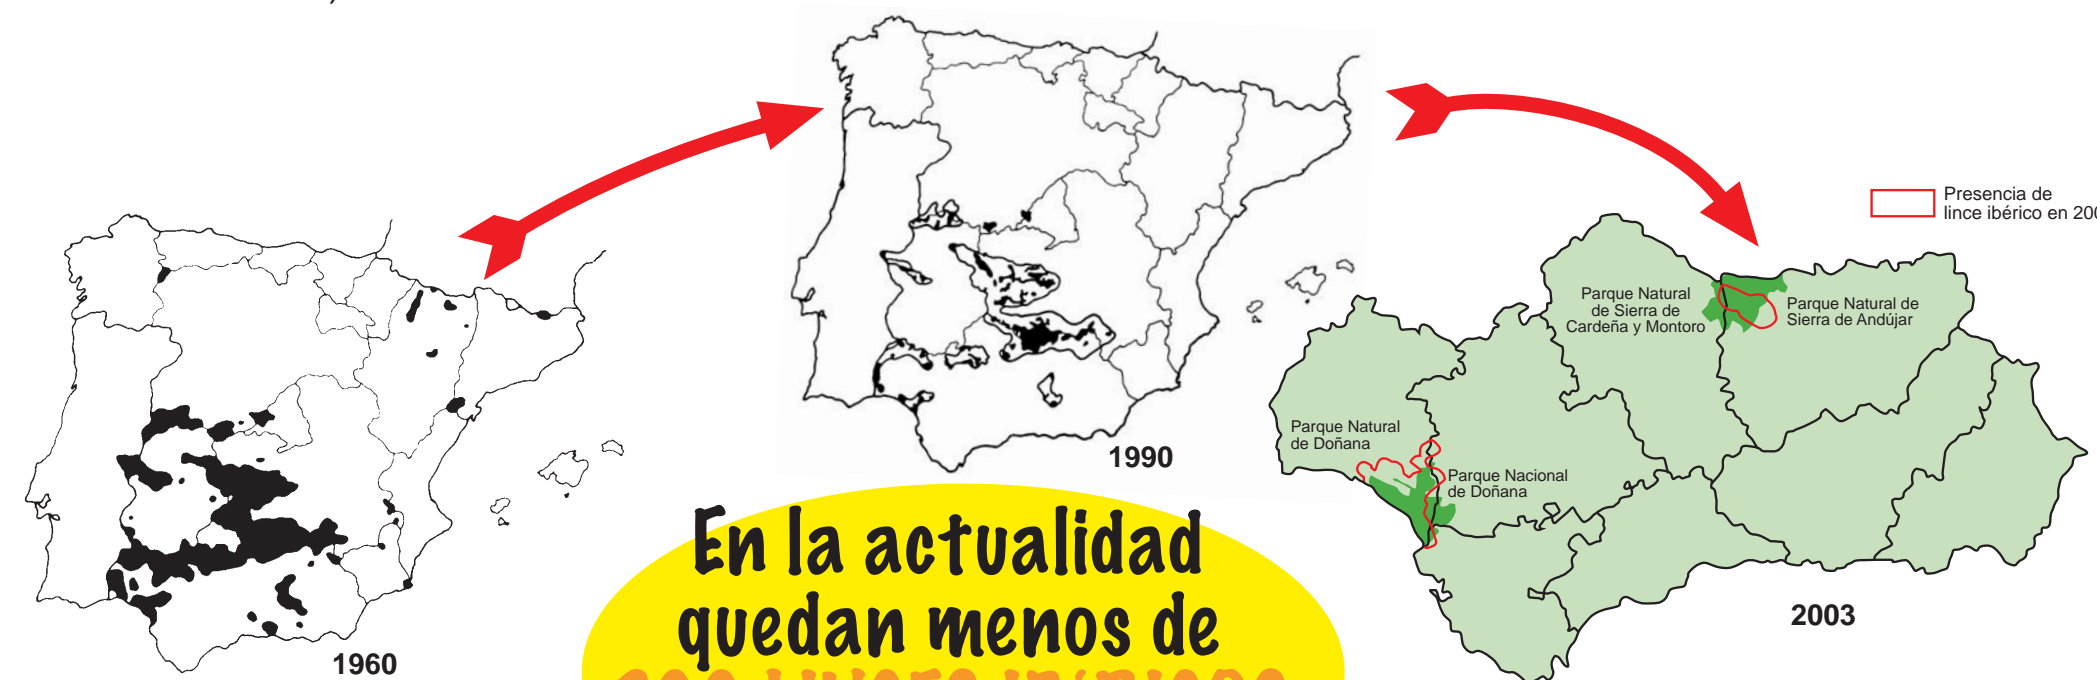 1960
1990
Presencia de
lince ibérico en
Parque Natural
de Sierra de
Cardeña y Montoro
Parque Natural de
Sierra de Andújar
Parque Natural
de Doñana
Parque Nacional
de Doñana
2003
En la actualidad
quedan menos de